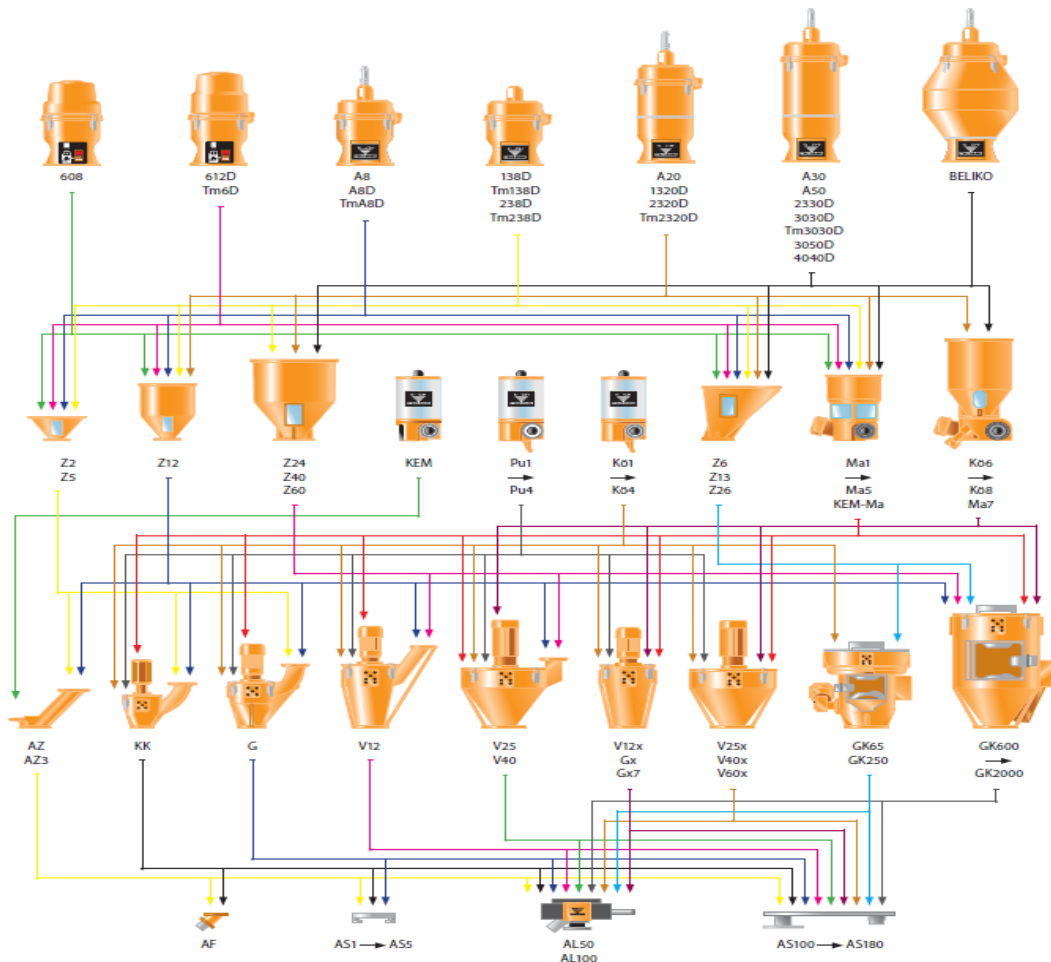 608
612D
Tm6D
A8
A8D
TmA8D
138D
Tm138D
238D
Tm238D
A20
1320D
2320D
Tm2320D
A30
A50
2330D
3030D
Tm3030D
3050D
4040D
BELIKO
Z2
Z5
Z12
Z24
Z40
Z60
KEM
Pu1
Pu4
Kö1
Kö4
Z6
Z13
Z26
Ma1
Ma5
KEM-Ma
Kö6
Kö8
Ma7
AZ
AZ3
KK
G
V12
V25
V40
V12x
Gx
Gx7
V25x
V40x
V60x
GK65
GK250
GK600
GK2000
AF
AS1 → AS5
AL50
AL100
AS100 → AS180